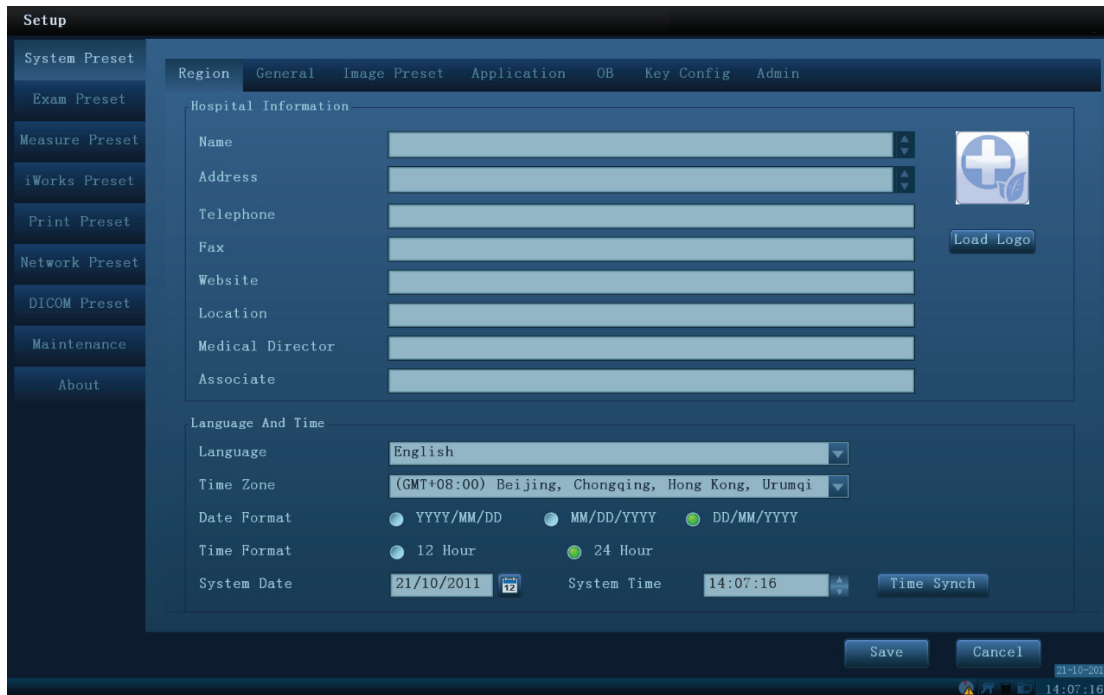 Setup
System Preset
Exam Preset
Measure Preset
iWorks Preset
Print Preset
Network Preset
DICOM Preset
Maintenance
About
Region General Image Preset Application OB Key Config Admin
Hospital Information
Name
Address
Telephone
Fax
Website
Location
Medical Director
Associate
Load Logo
Language And Time
Language English
Time Zone (GMT+08:00) Beijing, Chongqing, Hong Kong, Urumqi
Date Format YYYY/MM/DD MM/DD/YYYY DD/MM/YYYY
Time Format 12 Hour 24 Hour
System Date 21/10/2011 12 System Time 14:07:16 Time Synch
Save Cancel
21-10-201
14:07:16